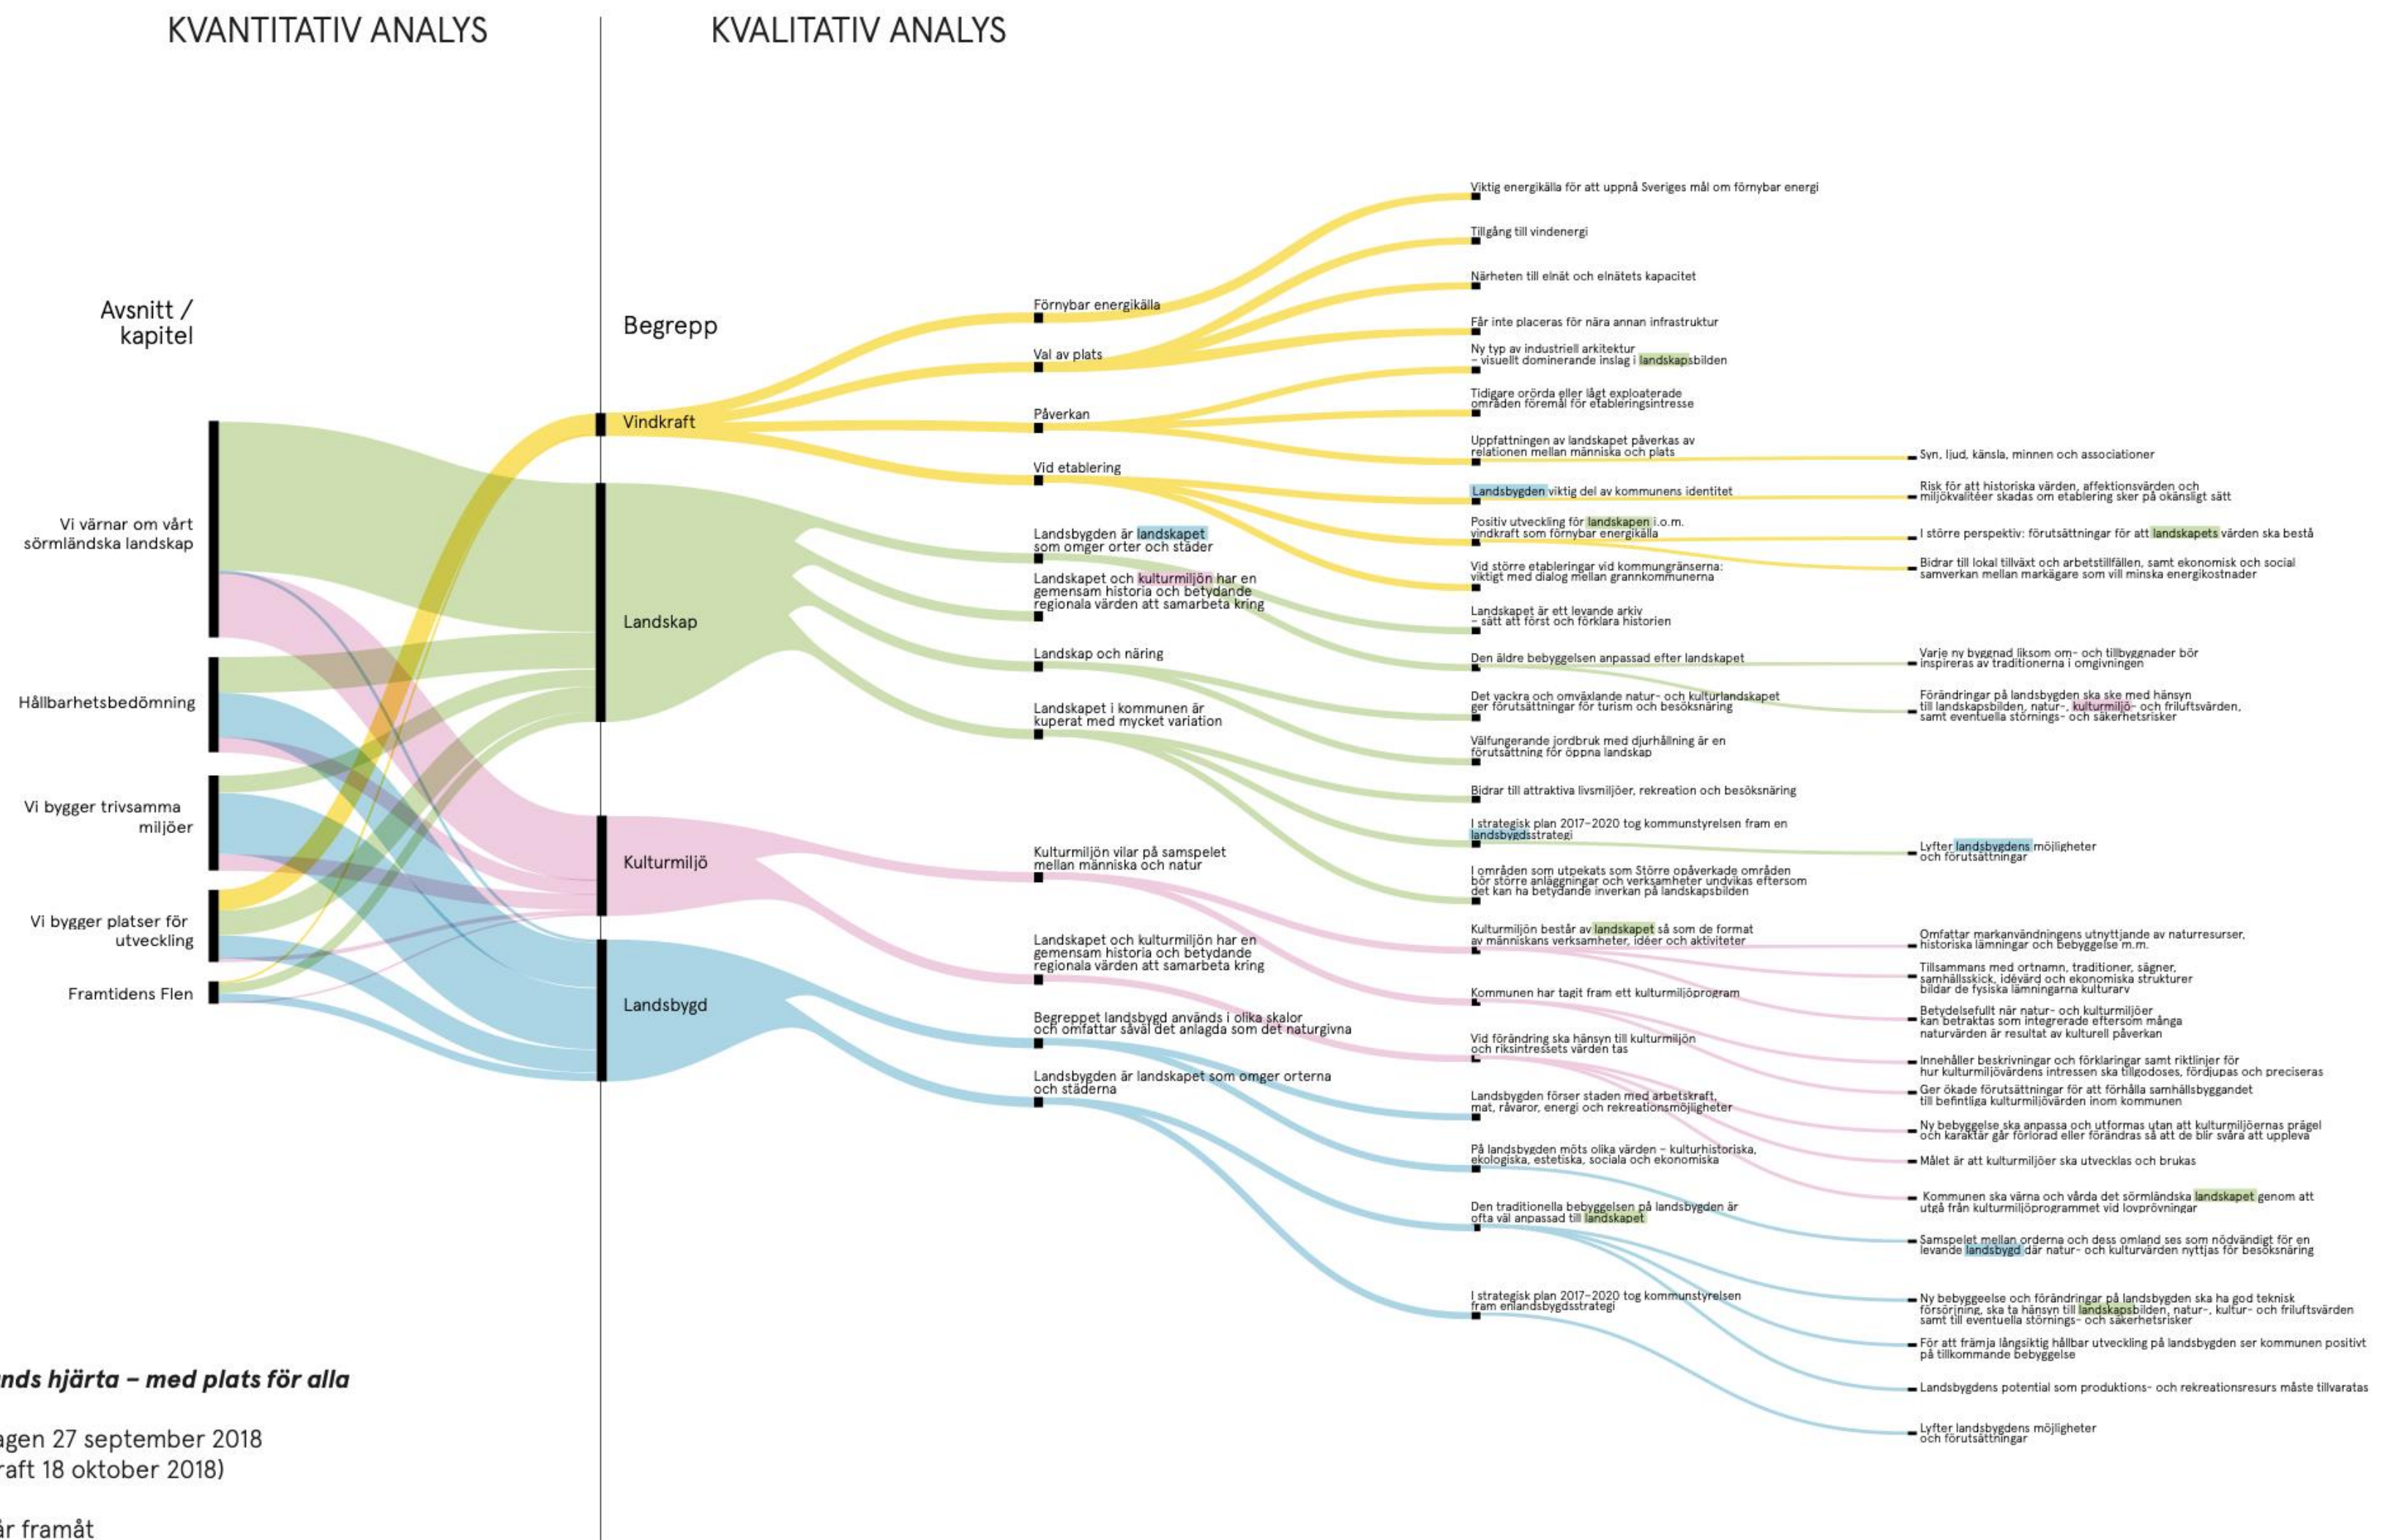 KVANTITATIV ANALYS
KVALITATIV ANALYS
Avsnitt /
kapitel
Vi värnar om vårt
sörmländska landskap
Hållbarhetsbedömning
Vi bygger trivsamma
miljöer
Vi bygger platser för
utveckling
Framtidens Flen
Begrepp
Vindkraft
Landskap
Kulturmiljö
Landsbygd
Förnybar energikälla
Val av plats
Påverkan
Vid etablering
Landsbygden är landskapet
som omger orter och städer
Landskapet och kulturmiljön har en
gemensam historia och betydande
regionala värden att samarbeta kring
Landskap och näring
Landskapet i kommunen är
kuperat med mycket variation
Kulturmiljön vilar på samspelet
mellan människa och natur
Landskapet och kulturmiljön har en
gemensam historia och betydande
regionala värden att samarbeta kring
Begreppet landsbygd används i olika skalor
och omfattar såväl det anlagda som det naturgivna
Landsbygden är landskapet som omger orterna
och städerna
Viktig energikälla för att uppnå Sveriges mål om förnybar energi
Tillgång till vindenergi
Närheten till elnät och elnätets kapacitet
Får inte placeras för nära annan infrastruktur
Ny typ av industriell arkitektur
– visuellt dominerande inslag i landskapsbilden
Tidigare orörda eller lågt exploaterade
områden föremål för etableringsintresse
Uppfattningen av landskapet påverkas av
relationen mellan människa och plats
Landsbygden viktig del av kommunens identitet
Positiv utveckling för landskapen i.o.m.
vindkraft som förnybar energikälla
Vid större etableringar vid kommungränserna:
viktigt med dialog mellan grannkommunerna
Landskapet är ett levande arkiv
– sätt att först och förklara historien
Den äldre bebyggelsen anpassad efter landskapet
Det vackra och omväxlande natur- och kulturlandskapet
ger förutsättningar för turism och besöksnäring
Välfungerande jordbruk med djurhållning är en
förutsättning för öppna landskap
Bidrar till attraktiva livsmiljöer, rekreation och besöksnäring
I strategisk plan 2017–2020 tog kommunstyrelsen fram en
landsbygdsstrategi
I områden som utpekats som Större opåverkade områden
bör större anläggningar och verksamheter undvikas eftersom
det kan ha betydande inverkan på landskapsbilden
Kulturmiljön består av landskapet så som de format
av människans verksamheter, idéer och aktiviteter
Kommunen har tagit fram ett kulturmiljöprogram
Vid förändring ska hänsyn till kulturmiljön
och riksintressets värden tas
Landsbygden förser staden med arbetskraft,
mat, råvaror, energi och rekreationsmöjligheter
På landsbygden möts olika värden – kulturhistoriska,
ekologiska, estetiska, sociala och ekonomiska
Den traditionella bebyggelsen på landsbygden är
ofta väl anpassad till landskapet
I strategisk plan 2017–2020 tog kommunstyrelsen
fram enlandsbygdsstrategi
Syn, ljud, känsla, minnen och associationer
Risk för att historiska värden, affektionsvärden och
miljökvalitéer skadas om etablering sker på okänsligt sätt
I större perspektiv: förutsättningar för att landskapets värden ska bestå
Bidrar till lokal tillväxt och arbetstillfällen, samt ekonomisk och social
samverkan mellan markägare som vill minska energikostnader
Varje ny byggnad liksom om- och tillbyggnader bör
inspireras av traditionerna i omgivningen
Förändringar på landsbygden ska ske med hänsyn
till landskapsbilden, natur-, kulturmiljö- och friluftsvärden,
samt eventuella störnings- och säkerhetsrisker
Lyfter landsbygdens möjligheter
och förutsättningar
Omfattar markanvändningens utnyttjande av naturresurser,
historiska lämningar och bebyggelse m.m.
Tillsammans med ortnamn, traditioner, sägner,
samhällsskick, idévärd och ekonomiska strukturer
bildar de fysiska lämningarna kulturarv
Betydelsefullt när natur- och kulturmiljöer
kan betraktas som integrerade eftersom många
naturvärden är resultat av kulturell påverkan
Innehåller beskrivningar och förklaringar samt riktlinjer för
hur kulturmiljövärdens intressen ska tillgodoses, fördjupas och preciseras
Ger ökade förutsättningar för att förhålla samhällsbyggandet
till befintliga kulturmiljövärden inom kommunen
Ny bebyggelse ska anpassa och utformas utan att kulturmiljöernas prägel
och karaktär går förlorad eller förändras så att de blir svåra att uppleva
Målet är att kulturmiljöer ska utvecklas och brukas
Kommunen ska värna och vårda det sörmländska landskapet genom att
utgå från kulturmiljöprogrammet vid lovprövningar
Samspelet mellan orderna och dess omland ses som nödvändigt för en
levande landsbygd där natur- och kulturvärden nyttjas för besöksnäring
Ny bebyggeelse och förändringar på landsbygden ska ha god teknisk
försörjning, ska ta hänsyn till landskapsbilden, natur-, kultur- och friluftsvärden
samt till eventuella störnings- och säkerhetsrisker
För att främja långsiktig hållbar utveckling på landsbygden ser kommunen positivt
på tillkommande bebyggelse
Landsbygdens potential som produktions- och rekreationsresurs måste tillvaratas
Lyfter landsbygdens möjligheter
och förutsättningar
nds hjärta – med plats för alla
agen 27 september 2018
raft 18 oktober 2018)
år framåt